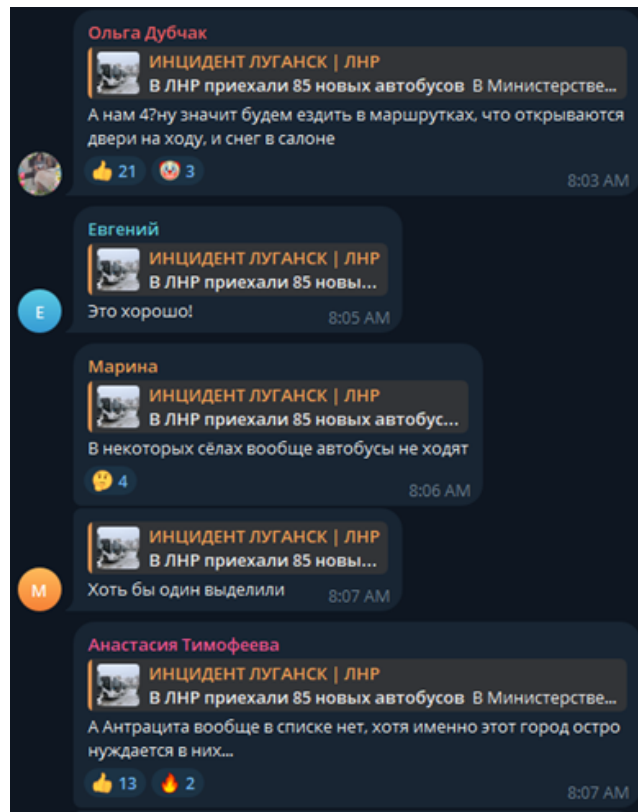 Ольга Дубчак
ИНЦИДЕНТ ЛУГАНСК | ЛНР
В ЛНР приехали 85 новых автобусов В Министерстве...
А нам 4?ну значит будем ездить в маршрутках, что открываются
двери на ходу, и снег в салоне
21 3
8:03 AM
Евгений
ИНЦИДЕНТ ЛУГАНСК | ЛНР
В ЛНР приехали 85 новы...
Е
Это хорошо!
8:05 AM
Марина
ИНЦИДЕНТ ЛУГАНСК | ЛНР
В ЛНР приехали 85 новых автобус...
В некоторых сёлах вообще автобусы не ходят
4
8:06 AM
ИНЦИДЕНТ ЛУГАНСК | ЛНР
В ЛНР приехали 85 новы...
М
Хоть бы один выделили
8:07 AM
Анастасия Тимофеева
ИНЦИДЕНТ ЛУГАНСК | ЛНР
В ЛНР приехали 85 новых автобусов В Министерстве...
А Антрацита вообще в списке нет, хотя именно этот город остро
нуждается в них...
13 2
8:07 AM